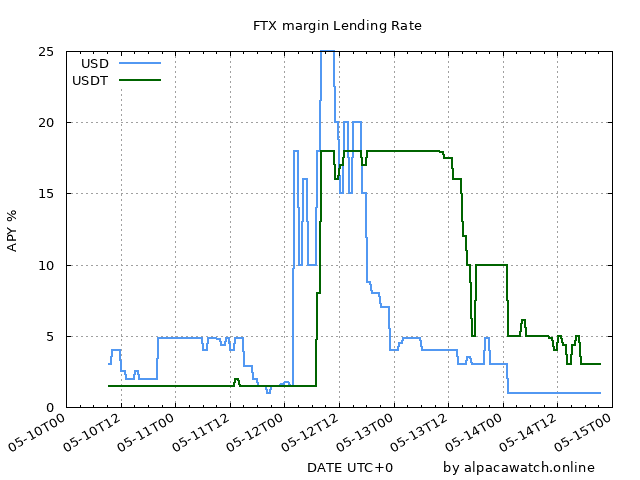 FTX margin Lending Rate
USD
USDT
25
20
15
10
5
0
APY %
05-10T00
05-10T12
05-11T00
05-11T12
05-12T00
05-12T12
05-13T00
05-13T12
05-14T00
05-14T12
05-15T00
DATE UTC+0
by alpacawatch.online